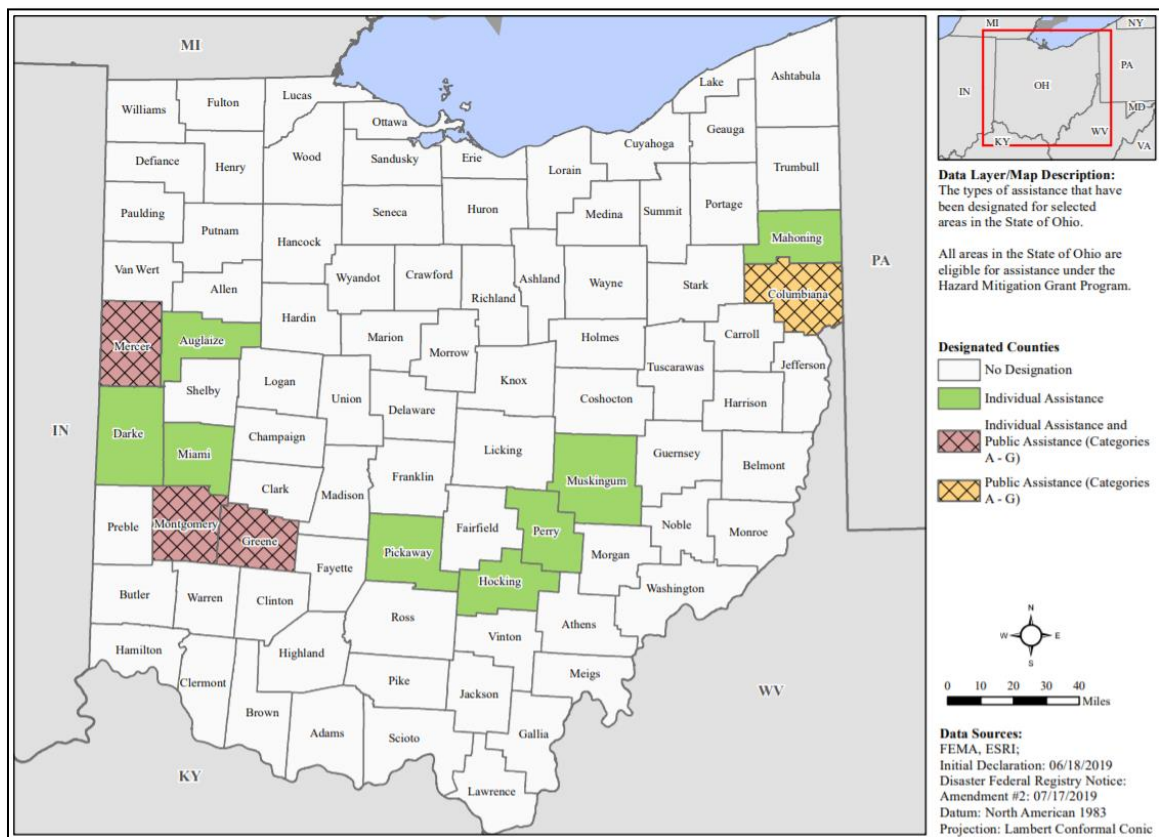 MI
Williams
Fulton
Lucas
Ottawa
Lake
Ashtabula
Geauga
Cuyahoga
Defiance
Henry
Wood
Sandusky
Erie
Lorain
Trumbull
Paulding
Putnam
Hancock
Seneca
Huron
Medina
Summit
Portage
Mahoning
PA
Van Wert
Allen
Wyandot
Crawford
Richland
Ashland
Wayne
Stark
Columbiana
Mercer
Auglaize
Hardin
Marion
Morrow
Holmes
Carroll
Jefferson
Tuscarawas
Shelby
Logan
Union
Knox
Coshocton
Harrison
IN
Darke
Miami
Champaign
Delaware
Licking
Muskingum
Guernsey
Belmont
Clark
Madison
Franklin
Preble
Montgomery
Greene
Pickaway
Fairfield
Perry
Morgan
Noble
Monroe
Fayette
Hocking
Washington
Butler
Warren
Clinton
Ross
Vinton
Athens
Hamilton
Highland
Meigs
Clermont
Pike
Jackson
WV
Brown
Adams
Scioto
Gallia
KY
Lawrence
MI
NY
IN
OH
PA
MD
KY
WV
VA
Data Layer/Map Description:
The types of assistance that have
been designated for selected
areas in the State of Ohio.
All areas in the State of Ohio are
eligible for assistance under the
Hazard Mitigation Grant Program.
Designated Counties
No Designation
Individual Assistance
Individual Assistance and
Public Assistance (Categories
A - G)
Public Assistance (Categories
A - G)
N
W
E
S
0 10 20 30 40
Miles
Data Sources:
FEMA, ESRI;
Initial Declaration: 06/18/2019
Disaster Federal Registry Notice:
Amendment #2: 07/17/2019
Datum: North American 1983
Projection: Lambert Conformal Conic